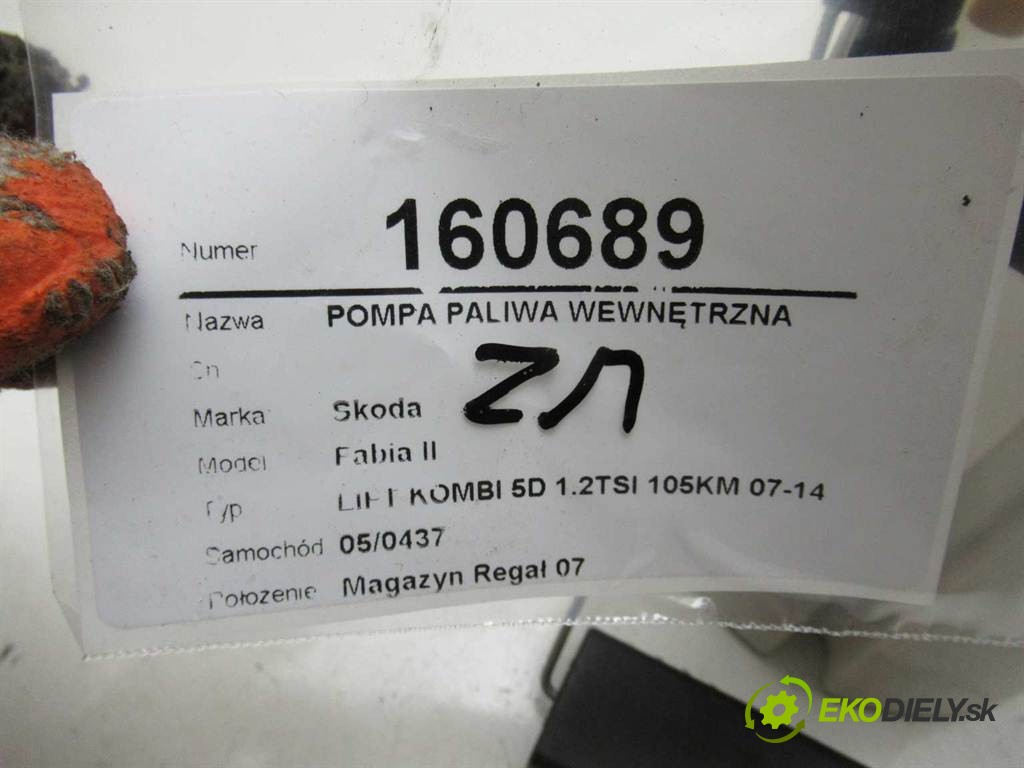 Numer 160689
Nazwa POMPA PALIWA WEWNĘTRZNA
ZN
Marka Skoda
Model Fabia II
Typ LIFT KOMBI 5D 1.2TSI 105KM 07-14
Samochód 05/0437
Położenie Magazyn Regał 07
EKODIELY.sk